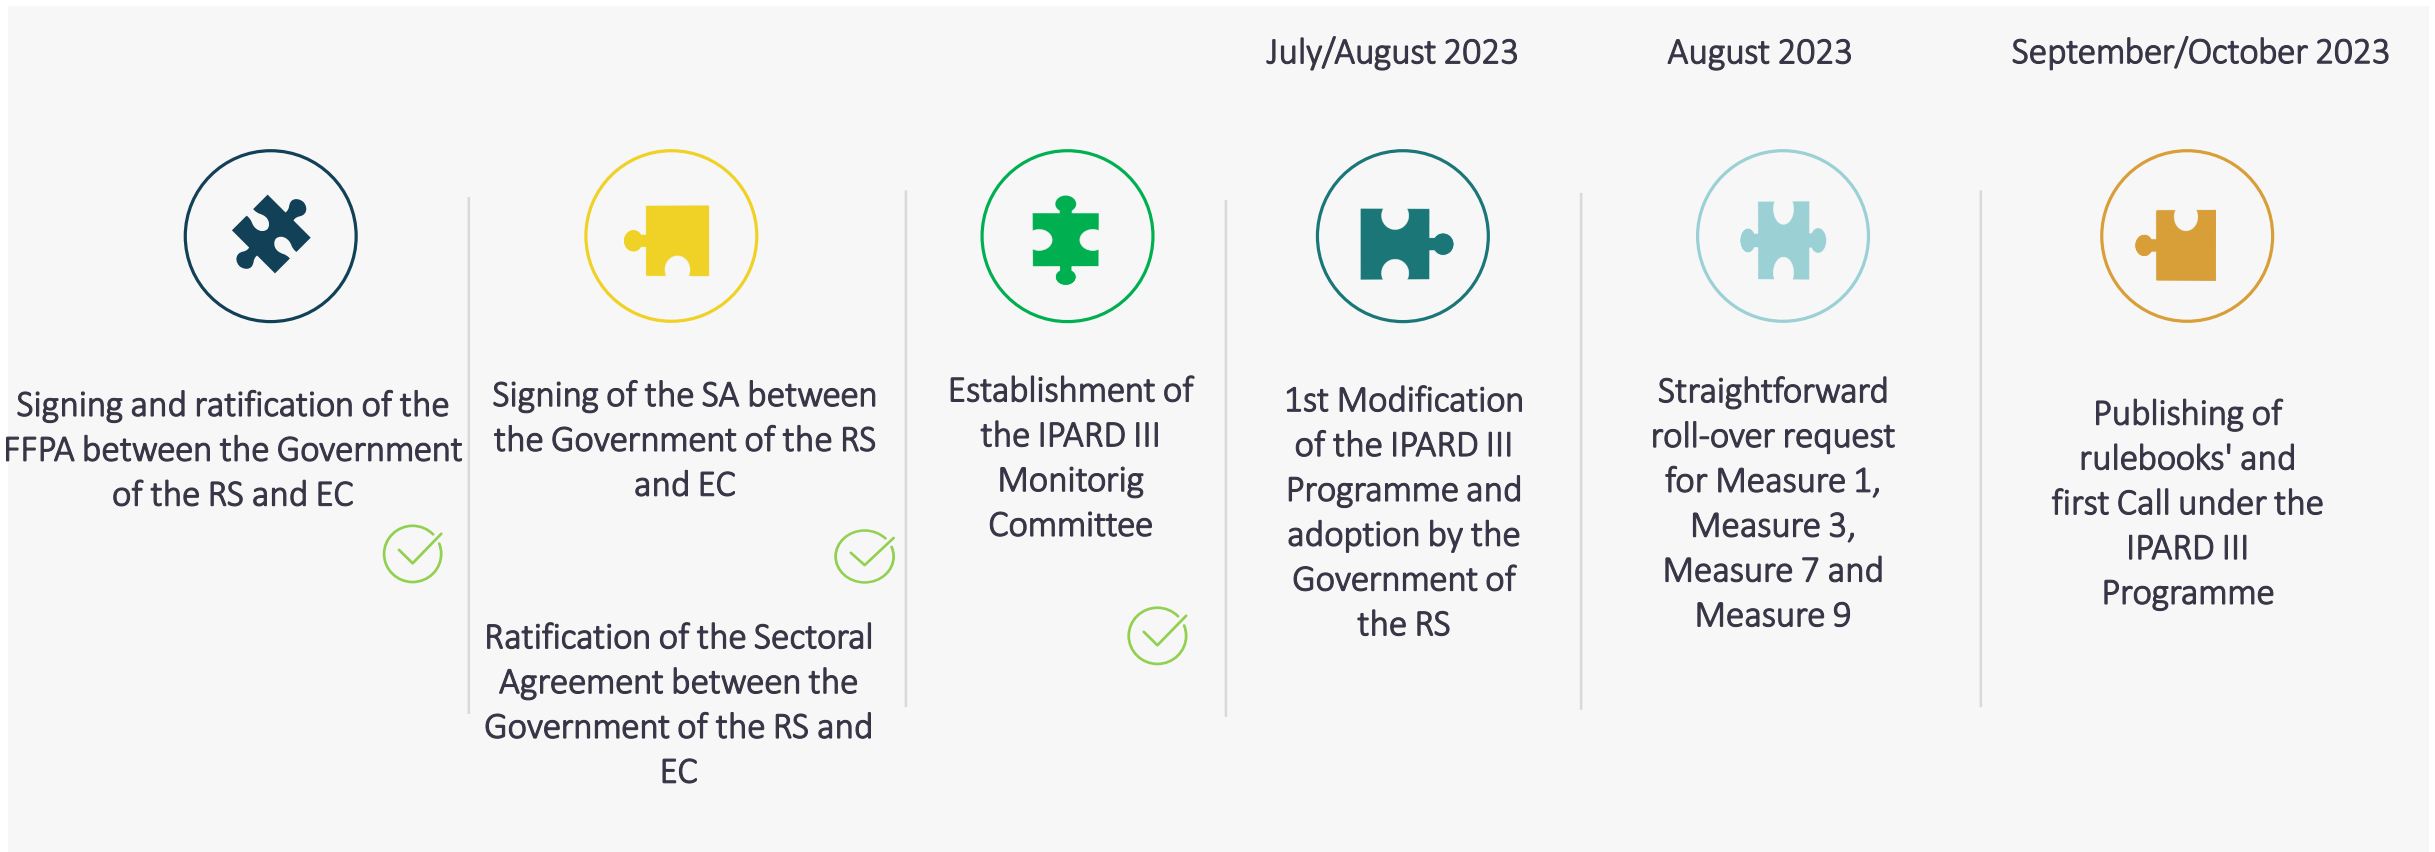 July/August 2023
August 2023
September/October 2023
Signing and ratification of the
FFPA between the Government
of the RS and EC
Signing of the SA between
the Government of the RS
and EC
Ratification of the Sectoral
Agreement between the
Government of the RS and
EC
Establishment of
the IPARD III
Monitorig
Committee
1st Modification
of the IPARD III
Programme and
adoption by the
Government of
the RS
Straightforward
roll-over request
for Measure 1,
Measure 3,
Measure 7 and
Measure 9
Publishing of
rulebooks' and
first Call under the
IPARD III
Programme